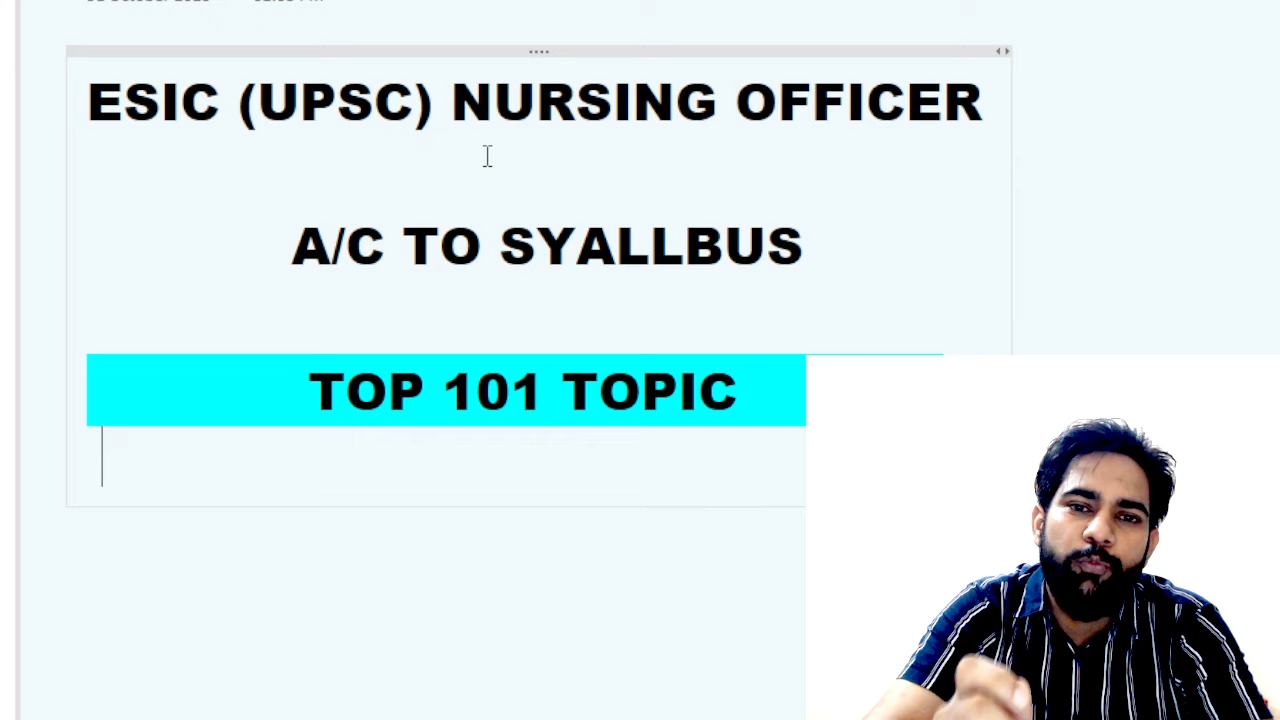 ESIC (UPSC) NURSING OFFICER
A/C TO SYALLBUS
TOP 101 TOPIC